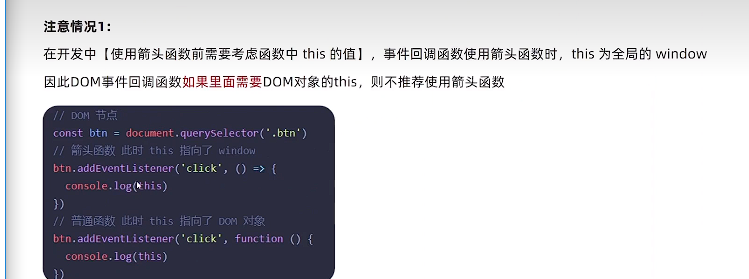 注意情况1：
在开发中【使用箭头函数前需要考虑函数中 this 的值】，事件回调函数使用箭头函数时，this 为全局的 window
因此DOM事件回调函数如果里面需要DOM对象的this，则不推荐使用箭头函数
// DOM 节点
const btn = document.querySelector('.btn')
// 箭头函数 此时 this 指向了 window
btn.addEventListener('click', () => {
  console.log(this)
})
// 普通函数 此时 this 指向了 DOM 对象
btn.addEventListener('click', function () {
  console.log(this)
})